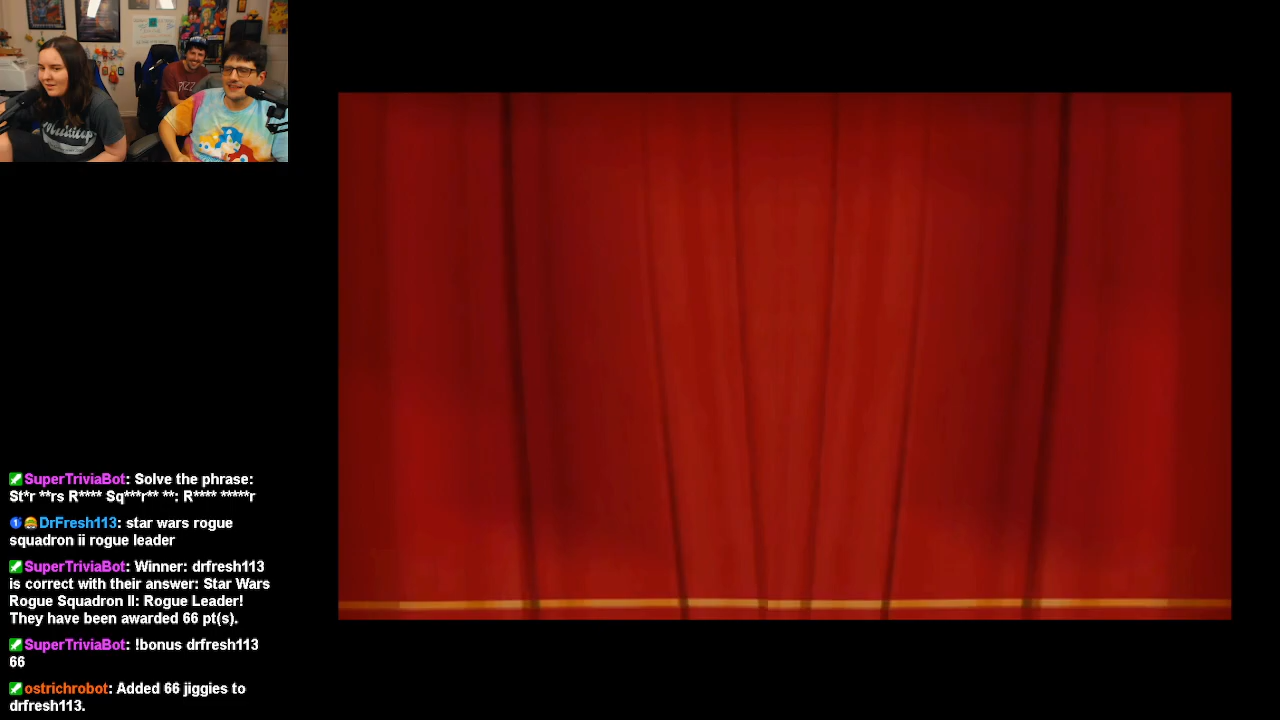 SuperTriviaBot: Solve the phrase:
St*r **rs R**** Sq***r** **: R**** *****r
DrFresh113: star wars rogue
squadron ii rogue leader
SuperTriviaBot: Winner: drfresh113
is correct with their answer: Star Wars
Rogue Squadron II: Rogue Leader!
They have been awarded 66 pt(s).
SuperTriviaBot: !bonus drfresh113
66
ostrichrobot: Added 66 jiggies to
drfresh113.